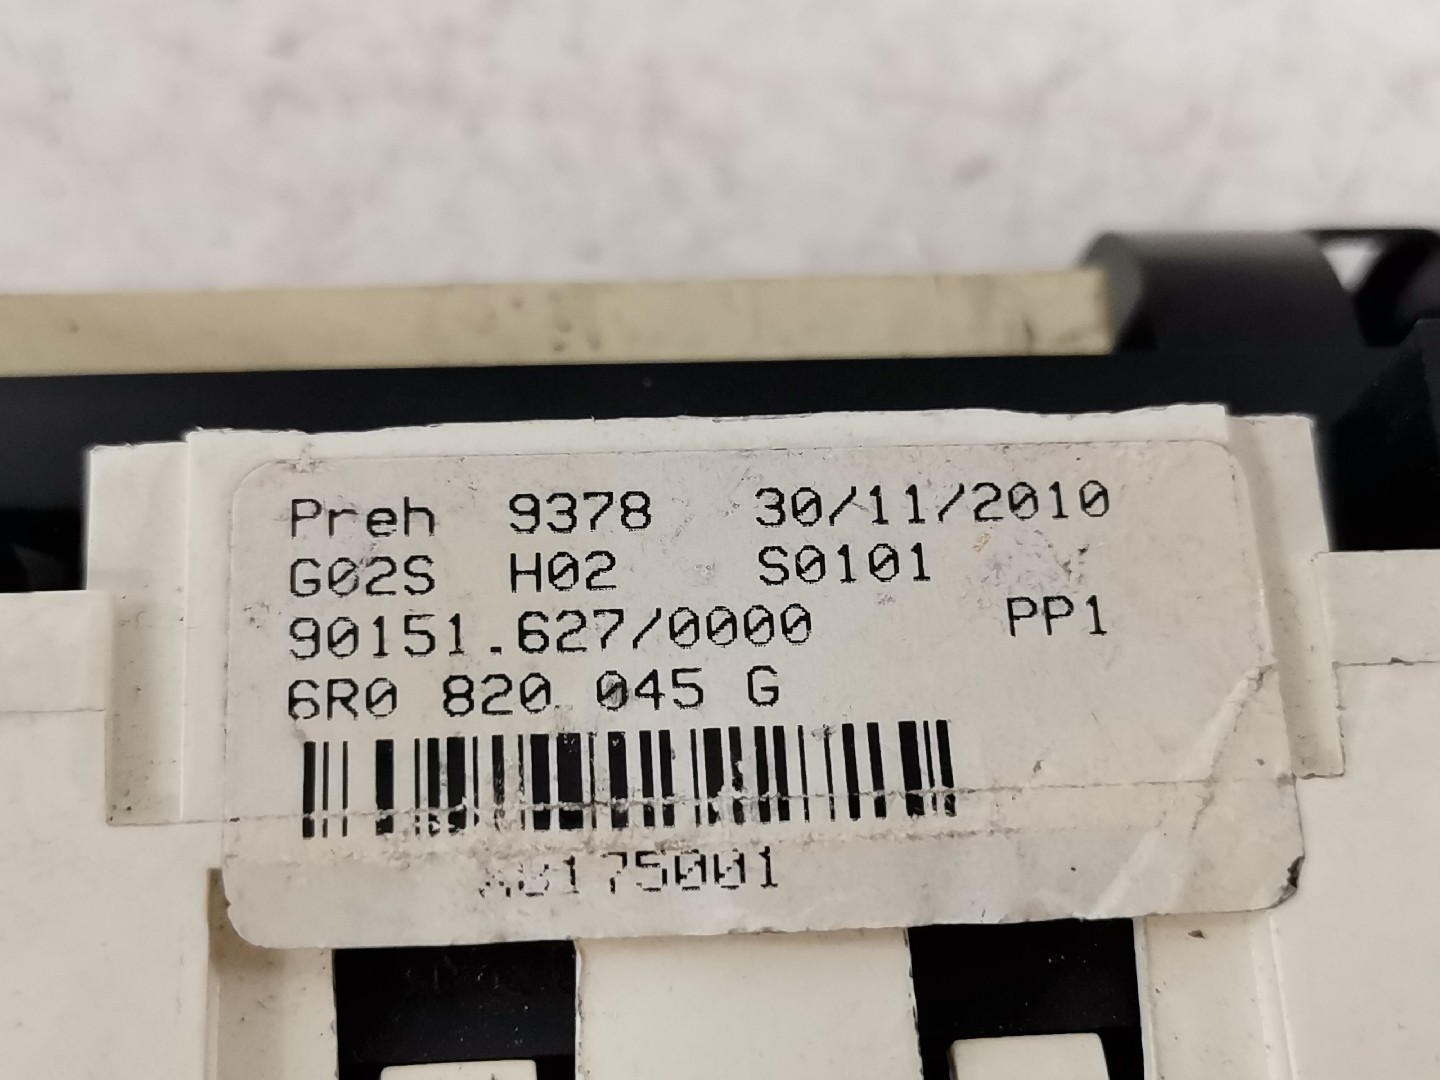 Preh 9378 30/11/2010
G02S H02 S0101
90151.627/0000 PP1
6R0 820 045 G